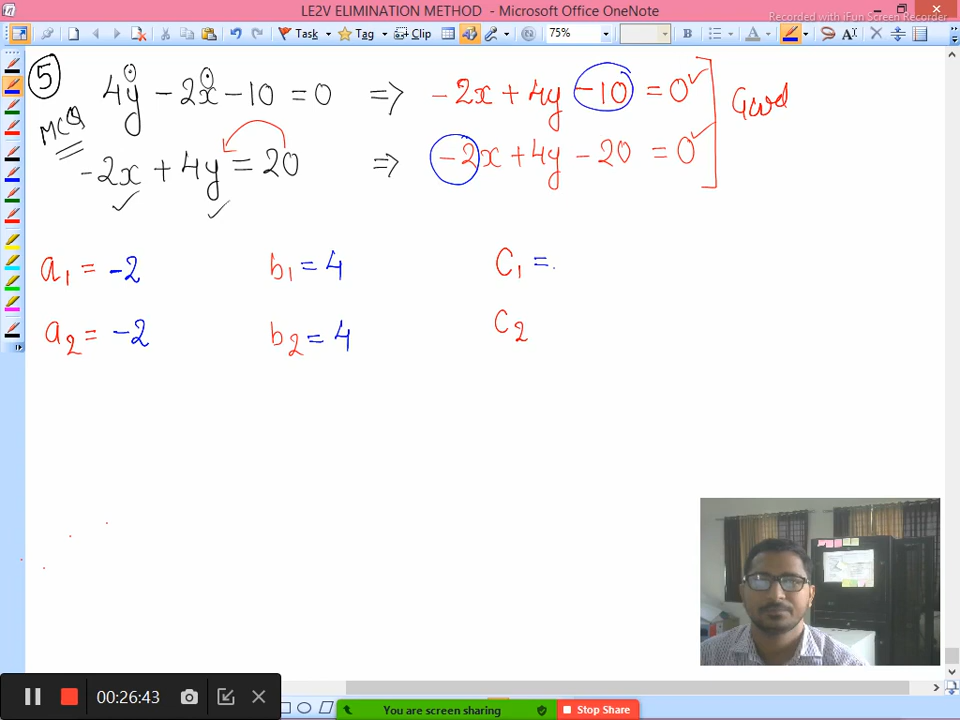 LE2V ELIMINATION METHOD - Microsoft Office OneNote
Recorded with iFun Screen Recorder
Task Tag Clip 75% B A
5 4y - 2x - 10 = 0 => -2x + 4y - 10 = 0
MCQ
-2x + 4y = 20 => -2x + 4y - 20 = 0
a1 = -2 b1 = 4 C1 =
a2 = -2 b2 = 4 C2
00:26:43
You are screen sharing Stop Share